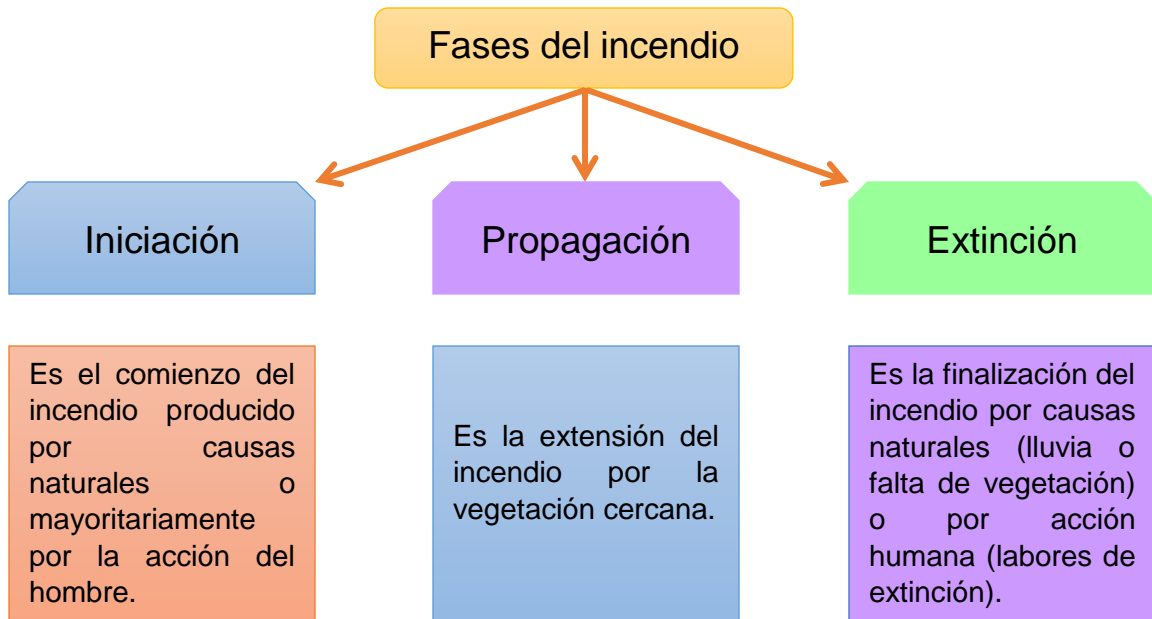 Fases del incendio
Iniciación
Propagación
Extinción
Es el comienzo del
incendio producido
por causas
naturales o
mayoritariamente
por la acción del
hombre.
Es la extensión del
incendio por la
vegetación cercana.
Es la finalización del
incendio por causas
naturales (lluvia o
falta de vegetación)
o por acción
humana (labores de
extinción).